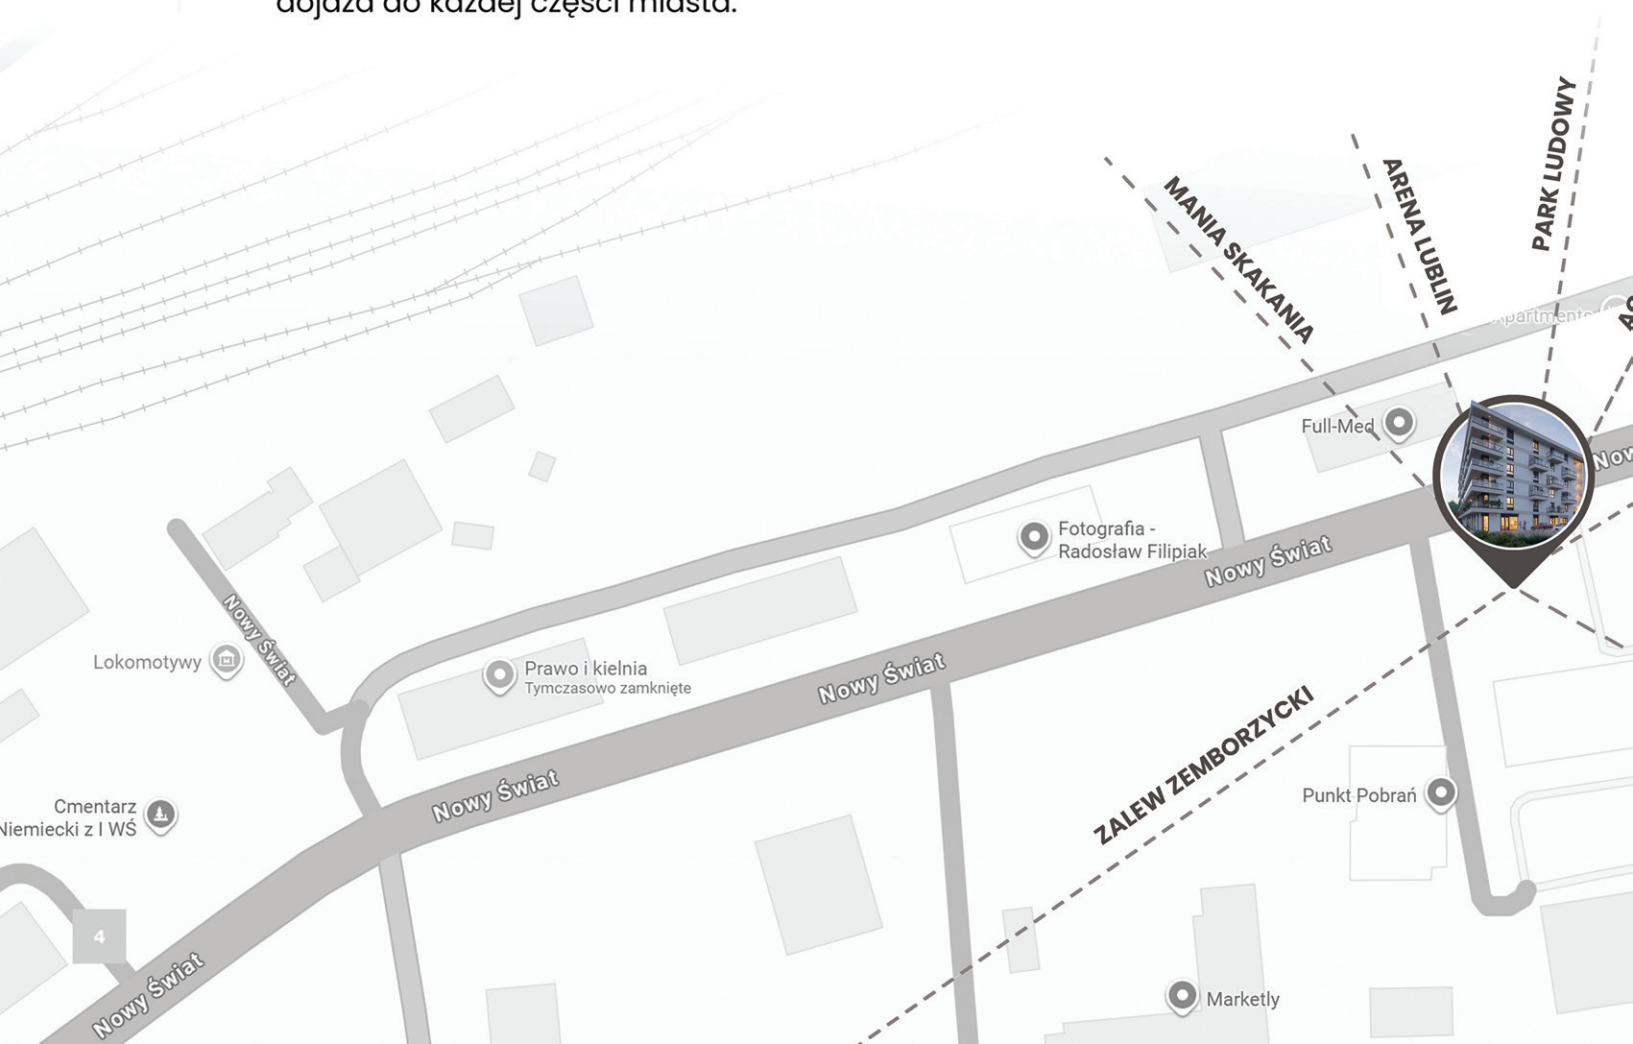 dojazd do każdej części miasta.
PARK LUDOWY
ARENA LUBLIN
MANIA SKAKANIA
Apartments
Full-Med
Nowy Świat
Fotografia -
Radosław Filipiak
Nowy Świat
Lokomotywy
Prawo i kielnia
Tymczasowo zamknięte
Nowy Świat
ZALEW ZEMBORZYCKI
Nowy Świat
Punkt Pobrań
Cmentarz
Niemiecki z I WŚ
4
Nowy Świat
Marketly